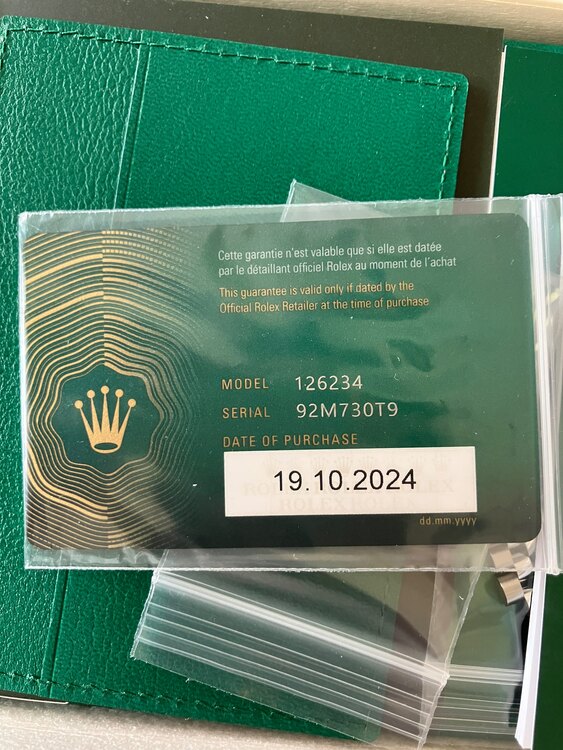 Cette garantie n'est valable que si elle est datée
par le détaillant officiel Rolex au moment de l'achat
This guarantee is valid only if dated by the
Official Rolex Retailer at the time of purchase
MODEL 126234
SERIAL 92M730T9
DATE OF PURCHASE
19.10.2024
dd.mm.yyyy